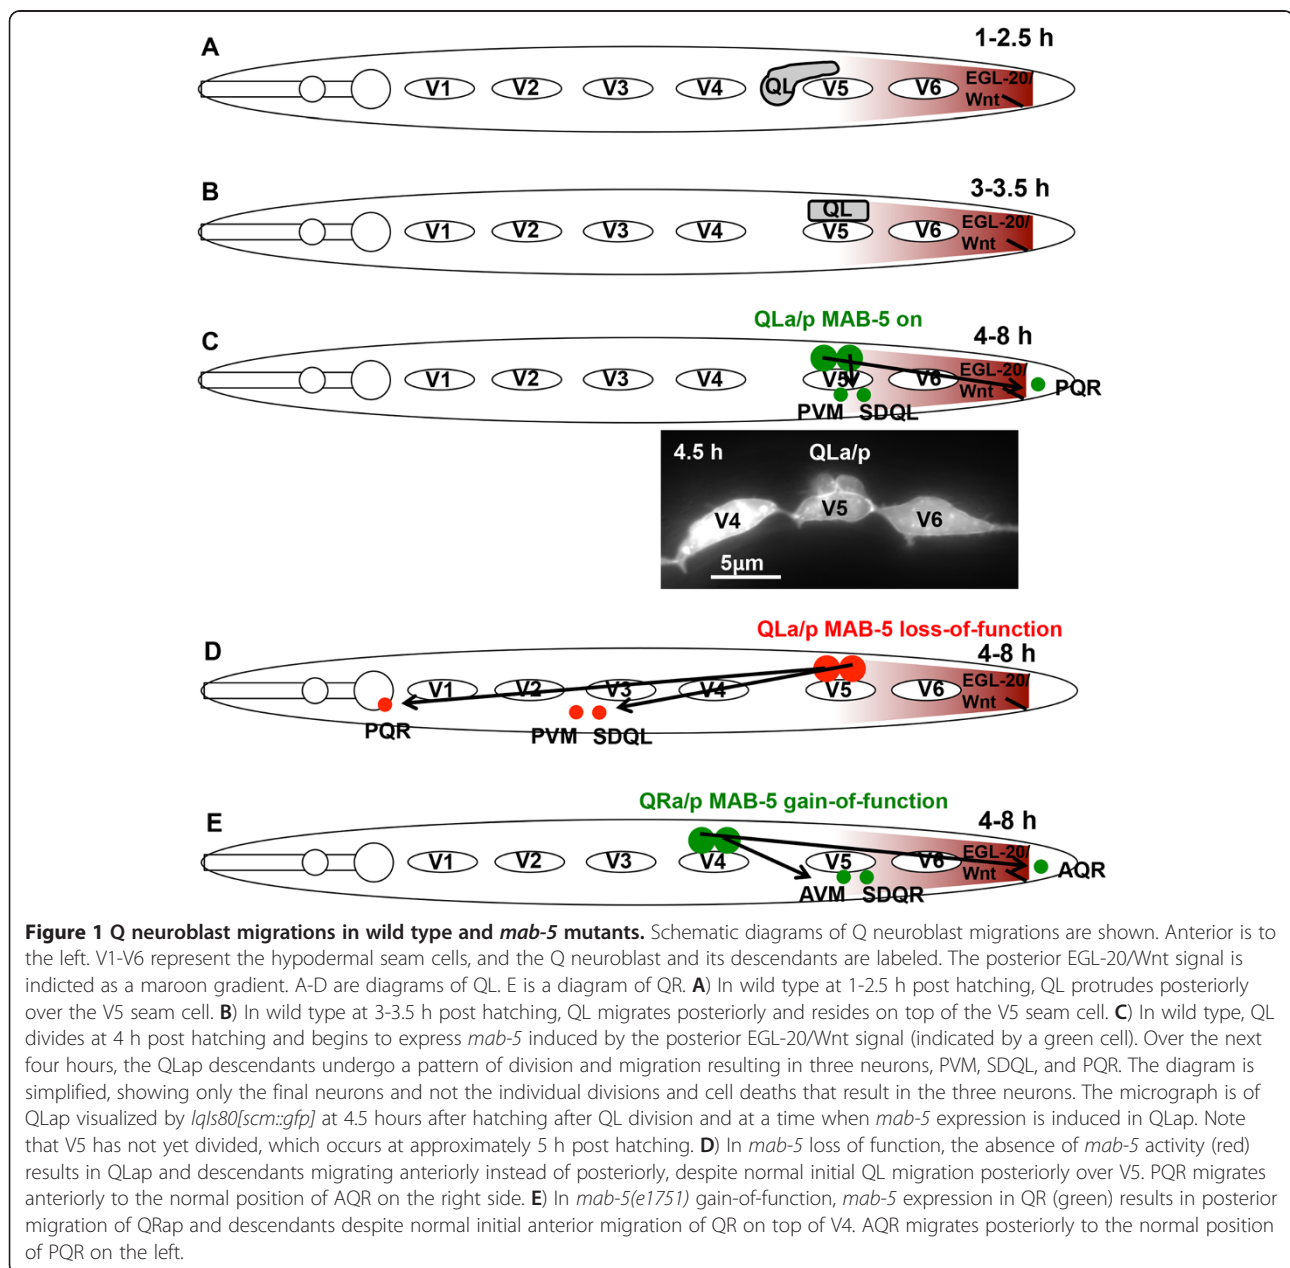 A
1-2.5 h
V1 V2 V3 V4 QL V5 V6 EGL-20/
Wnt
B
3-3.5 h
QL
V1 V2 V3 V4 V5 V6 EGL-20/
Wnt
QLa/p MAB-5 on
C
4-8 h
V1 V2 V3 V4 V5 V6 EGL-20/
Wnt
PQR
PVM SDQL
4.5 h QLa/p
V4 V5 V6
5µm
QLa/p MAB-5 loss-of-function
D
4-8 h
V1 V2 V3 V4 V5 V6 EGL-20/
Wnt
PQR PVM SDQL
QRa/p MAB-5 gain-of-function
E
4-8 h
V1 V2 V3 V4 V5 V6 EGL-20/
Wnt
AQR
AVM SDQR
Figure 1 Q neuroblast migrations in wild type and mab-5 mutants. Schematic diagrams of Q neuroblast migrations are shown. Anterior is to
the left. V1-V6 represent the hypodermal seam cells, and the Q neuroblast and its descendants are labeled. The posterior EGL-20/Wnt signal is
indicted as a maroon gradient. A-D are diagrams of QL. E is a diagram of QR. A) In wild type at 1-2.5 h post hatching, QL protrudes posteriorly
over the V5 seam cell. B) In wild type at 3-3.5 h post hatching, QL migrates posteriorly and resides on top of the V5 seam cell. C) In wild type, QL
divides at 4 h post hatching and begins to express mab-5 induced by the posterior EGL-20/Wnt signal (indicated by a green cell). Over the next
four hours, the QLap descendants undergo a pattern of division and migration resulting in three neurons, PVM, SDQL, and PQR. The diagram is
simplified, showing only the final neurons and not the individual divisions and cell deaths that result in the three neurons. The micrograph is of
QLap visualized by lqIs80[scm::gfp] at 4.5 hours after hatching after QL division and at a time when mab-5 expression is induced in QLap. Note
that V5 has not yet divided, which occurs at approximately 5 h post hatching. D) In mab-5 loss of function, the absence of mab-5 activity (red)
results in QLap and descendants migrating anteriorly instead of posteriorly, despite normal initial QL migration posteriorly over V5. PQR migrates
anteriorly to the normal position of AQR on the right side. E) In mab-5(e1751) gain-of-function, mab-5 expression in QR (green) results in posterior
migration of QRap and descendants despite normal initial anterior migration of QR on top of V4. AQR migrates posteriorly to the normal position
of PQR on the left.